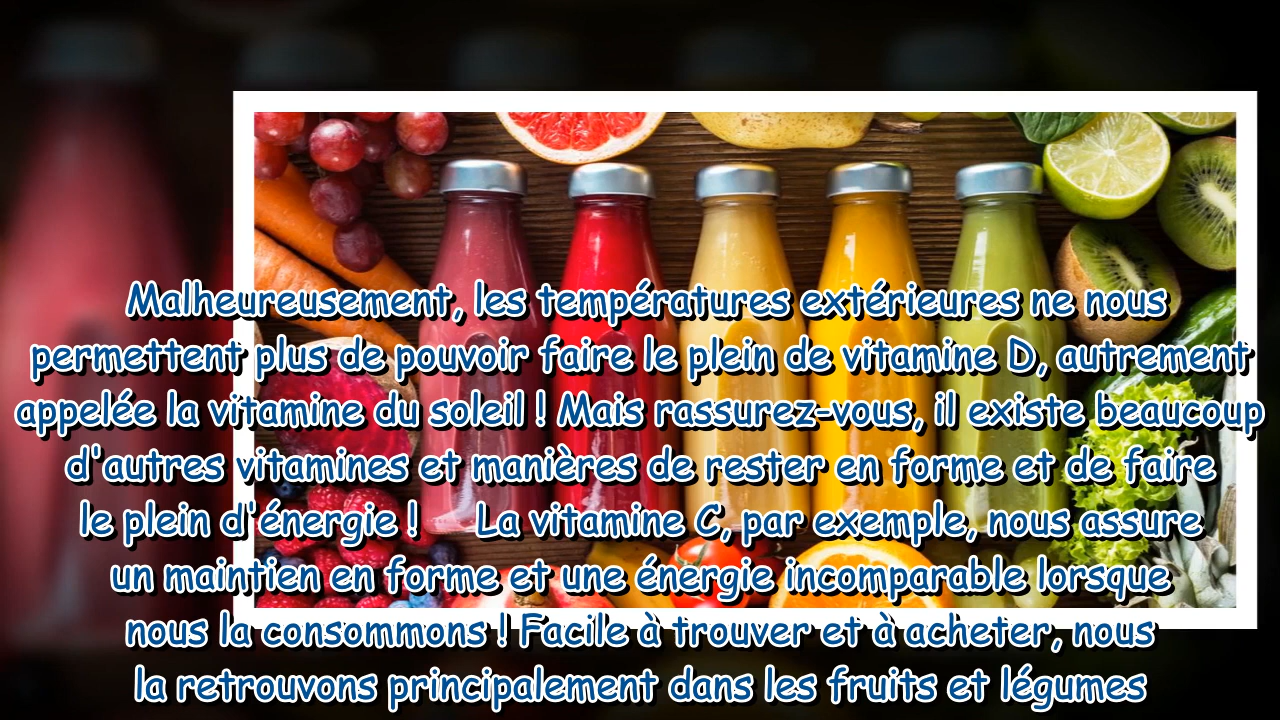 Malheureusement, les températures extérieures ne nous
permettent plus de pouvoir faire le plein de vitamine D, autrement
appelée la vitamine du soleil ! Mais rassurez-vous, il existe beaucoup
d'autres vitamines et manières de rester en forme et de faire
le plein d'énergie ! La vitamine C, par exemple, nous assure
un maintien en forme et une énergie incomparable lorsque
nous la consommons ! Facile à trouver et à acheter, nous
la retrouvons principalement dans les fruits et légumes